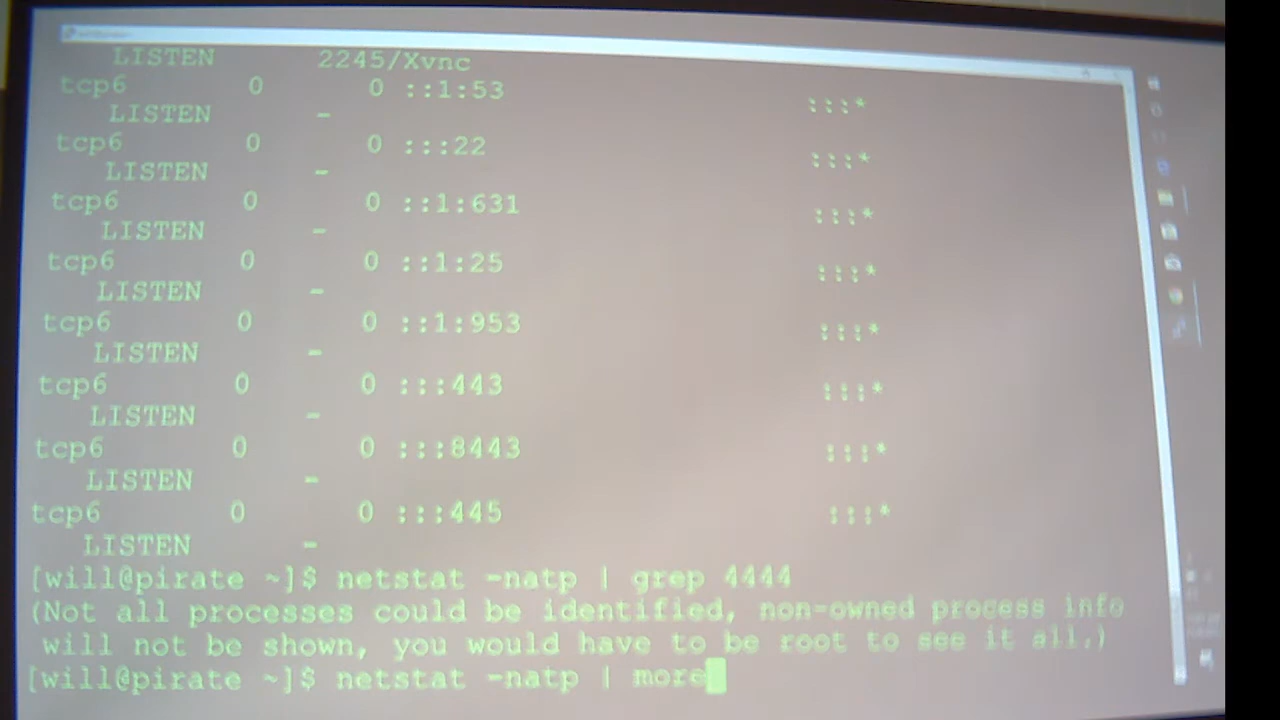 LISTEN 2245/Xvnc
tcp6 0 0 ::1:53 :::*
LISTEN -
tcp6 0 0 :::22 :::*
LISTEN -
tcp6 0 0 ::1:631 :::*
LISTEN -
tcp6 0 0 ::1:25 :::*
LISTEN -
tcp6 0 0 ::1:953 :::*
LISTEN -
tcp6 0 0 :::443 :::*
LISTEN -
tcp6 0 0 :::8443 :::*
LISTEN -
tcp6 0 0 :::445 :::*
LISTEN -
[will@pirate ~]$ netstat -natp | grep 4444
(Not all processes could be identified, non-owned process info
will not be shown, you would have to be root to see it all.)
[will@pirate ~]$ netstat -natp | more